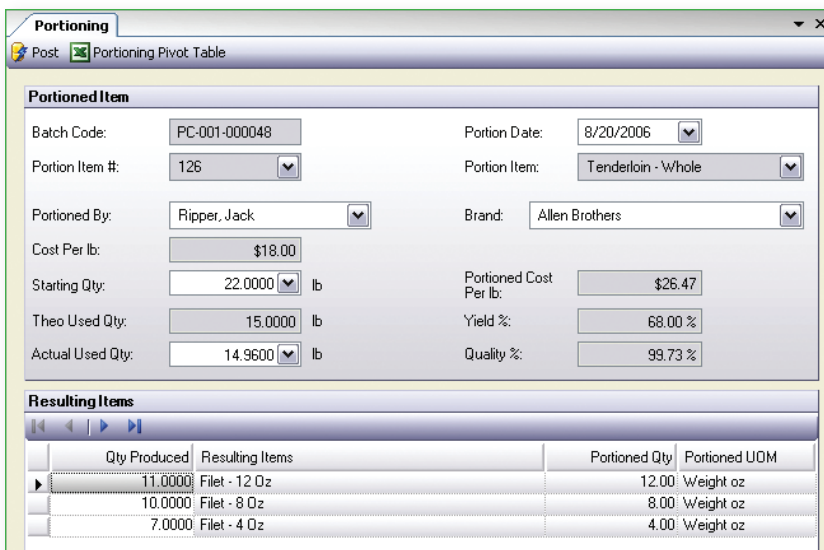 Portioning
Post Portioning Pivot Table
Portioned Item
Batch Code: PC-001-000048 Portion Date: 8/20/2006
Portion Item #: 126 Portion Item: Tenderloin - Whole
Portioned By: Ripper, Jack Brand: Allen Brothers
Cost Per lb: $18.00
Starting Qty: 22.0000 lb Portioned Cost Per lb: $26.47
Theo Used Qty: 15.0000 lb Yield %: 68.00 %
Actual Used Qty: 14.9600 lb Quality %: 99.73 %
Resulting Items
Qty Produced Resulting Items Portioned Qty Portioned UOM
11.0000 Filet - 12 Oz 12.00 Weight oz
10.0000 Filet - 8 Oz 8.00 Weight oz
7.0000 Filet - 4 Oz 4.00 Weight oz